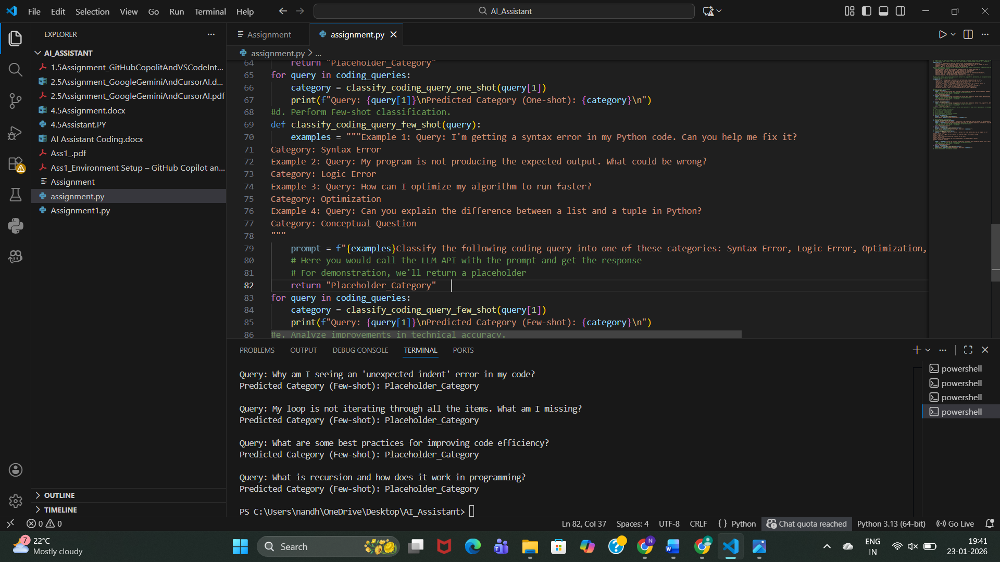 File Edit Selection View Go Run Terminal Help
AI_Assistant
EXPLORER
AI_ASSISTANT
1.5Assignment_GitHubCopolitAndVSCodeInt...
2.5Assignment_GoogleGeminiAndCursorAI.d...
2.5Assignment_GoogleGeminiAndCursorAI.pdf
4.5Assignment.docx
4.5Assistant.PY
AI Assistant Coding.docx
Ass1_.pdf
Ass1_Environment Setup – GitHub Copilot an...
Assignment
assignment.py
Assignment1.py
OUTLINE
TIMELINE
Assignment
assignment.py
assignment.py > ...
64 return "Placeholder_Category"
65 for query in coding_queries:
66 category = classify_coding_query_one_shot(query[1])
67 print(f"Query: {query[1]}\nPredicted Category (One-shot): {category}\n")
68 #d. Perform Few-shot classification.
69 def classify_coding_query_few_shot(query):
70 examples = """Example 1: Query: I'm getting a syntax error in my Python code. Can you help me fix it?
71 Category: Syntax Error
72 Example 2: Query: My program is not producing the expected output. What could be wrong?
73 Category: Logic Error
74 Example 3: Query: How can I optimize my algorithm to run faster?
75 Category: Optimization
76 Example 4: Query: Can you explain the difference between a list and a tuple in Python?
77 Category: Conceptual Question
78 """
79 prompt = f"{examples}Classify the following coding query into one of these categories: Syntax Error, Logic Error, Optimization,
80 # Here you would call the LLM API with the prompt and get the response
81 # For demonstration, we'll return a placeholder
82 return "Placeholder_Category"
83 for query in coding_queries:
84 category = classify_coding_query_few_shot(query[1])
85 print(f"Query: {query[1]}\nPredicted Category (Few-shot): {category}\n")
86 #e. Analyze improvements in technical accuracy.
PROBLEMS OUTPUT DEBUG CONSOLE TERMINAL PORTS
Query: Why am I seeing an 'unexpected indent' error in my code?
Predicted Category (Few-shot): Placeholder_Category
Query: My loop is not iterating through all the items. What am I missing?
Predicted Category (Few-shot): Placeholder_Category
Query: What are some best practices for improving code efficiency?
Predicted Category (Few-shot): Placeholder_Category
Query: What is recursion and how does it work in programming?
Predicted Category (Few-shot): Placeholder_Category
PS C:\Users\nandh\OneDrive\Desktop\AI_Assistant>
powershell
powershell
powershell
powershell
0 0
Ln 82, Col 37 Spaces: 4 UTF-8 CRLF {} Python Chat quota reached Python 3.13 (64-bit) Go Live
7
22°C
Mostly cloudy
Search
N
ENG
IN
19:41
23-01-2026